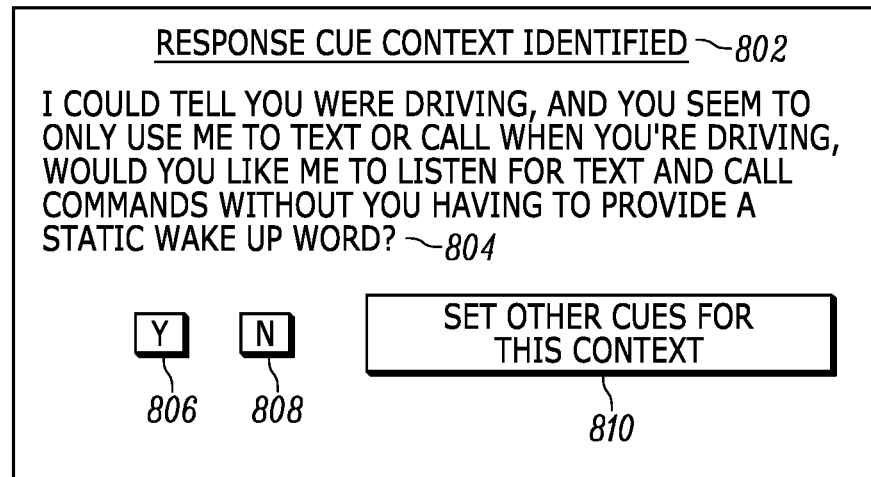 RESPONSE CUE CONTEXT IDENTIFIED 802
I COULD TELL YOU WERE DRIVING, AND YOU SEEM TO
ONLY USE ME TO TEXT OR CALL WHEN YOU'RE DRIVING,
WOULD YOU LIKE ME TO LISTEN FOR TEXT AND CALL
COMMANDS WITHOUT YOU HAVING TO PROVIDE A
STATIC WAKE UP WORD? 804
Y N SET OTHER CUES FOR
THIS CONTEXT
806 808 810